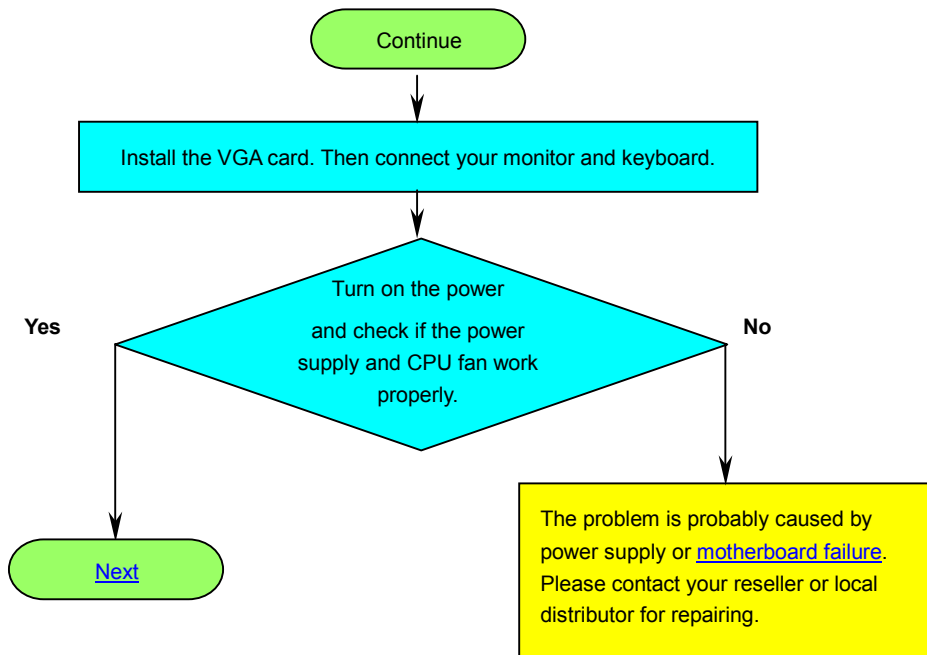 Continue
Install the VGA card. Then connect your monitor and keyboard.
Turn on the power
and check if the power
supply and CPU fan work
properly.
Yes
No
Next
The problem is probably caused by
power supply or motherboard failure.
Please contact your reseller or local
distributor for repairing.